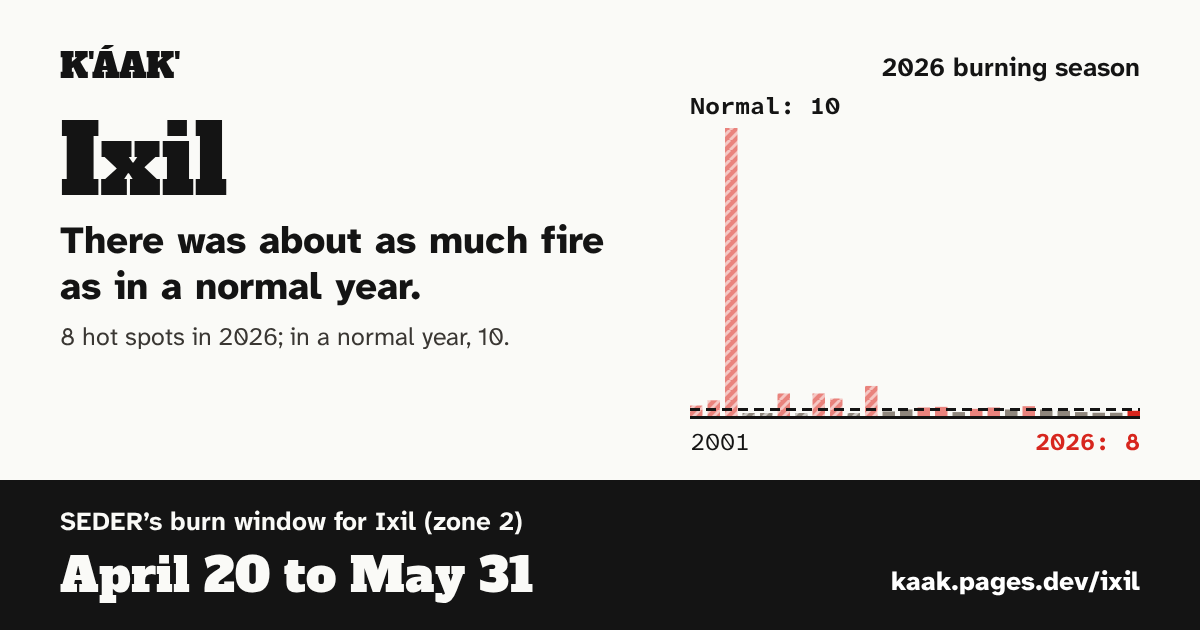 K'ÁAK'
2026 burning season
Ixil
There was about as much fire
as in a normal year.
8 hot spots in 2026; in a normal year, 10.
Normal: 10
2001
2026: 8
SEDER’s burn window for Ixil (zone 2)
April 20 to May 31
kaak.pages.dev/ixil